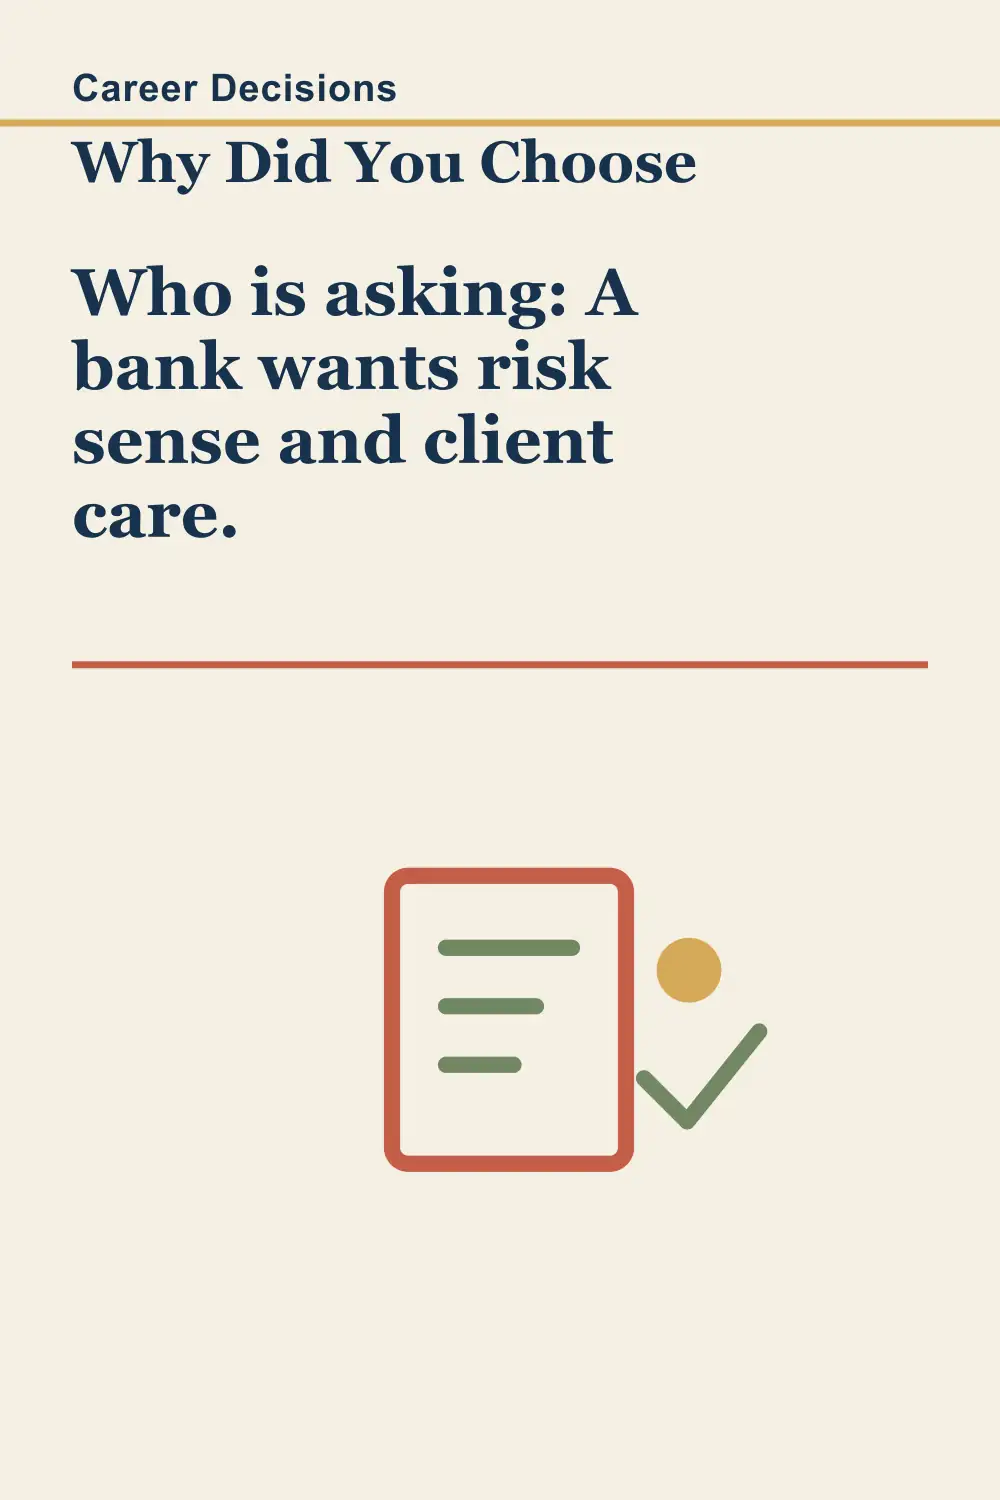 Career Decisions
Why Did You Choose
Who is asking: A
bank wants risk
sense and client
care.